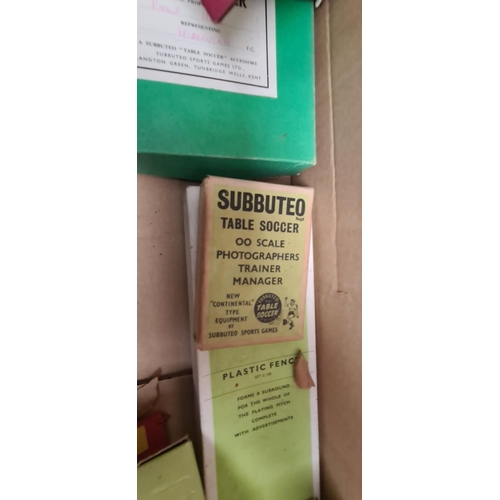 REPRESENTING
F.C.
A SUBBUTEO "TABLE SOCCER" ACCESSORY
SUBBUTEO SPORTS GAMES LTD.,
LANGTON GREEN, TUNBRIDGE WELLS, KENT
SUBBUTEO
Regd
TABLE SOCCER
OO SCALE
PHOTOGRAPHERS
TRAINER
MANAGER
NEW
"CONTINENTAL"
TYPE
EQUIPMENT
BY
SUBBUTEO SPORTS GAMES
SUBBUTEO
TABLE
SOCCER
PLASTIC FENC
FORMS A SURROUND
FOR THE WHOLE OF
THE PLAYING PITCH
COMPLETE
WITH ADVERTISEMENTS